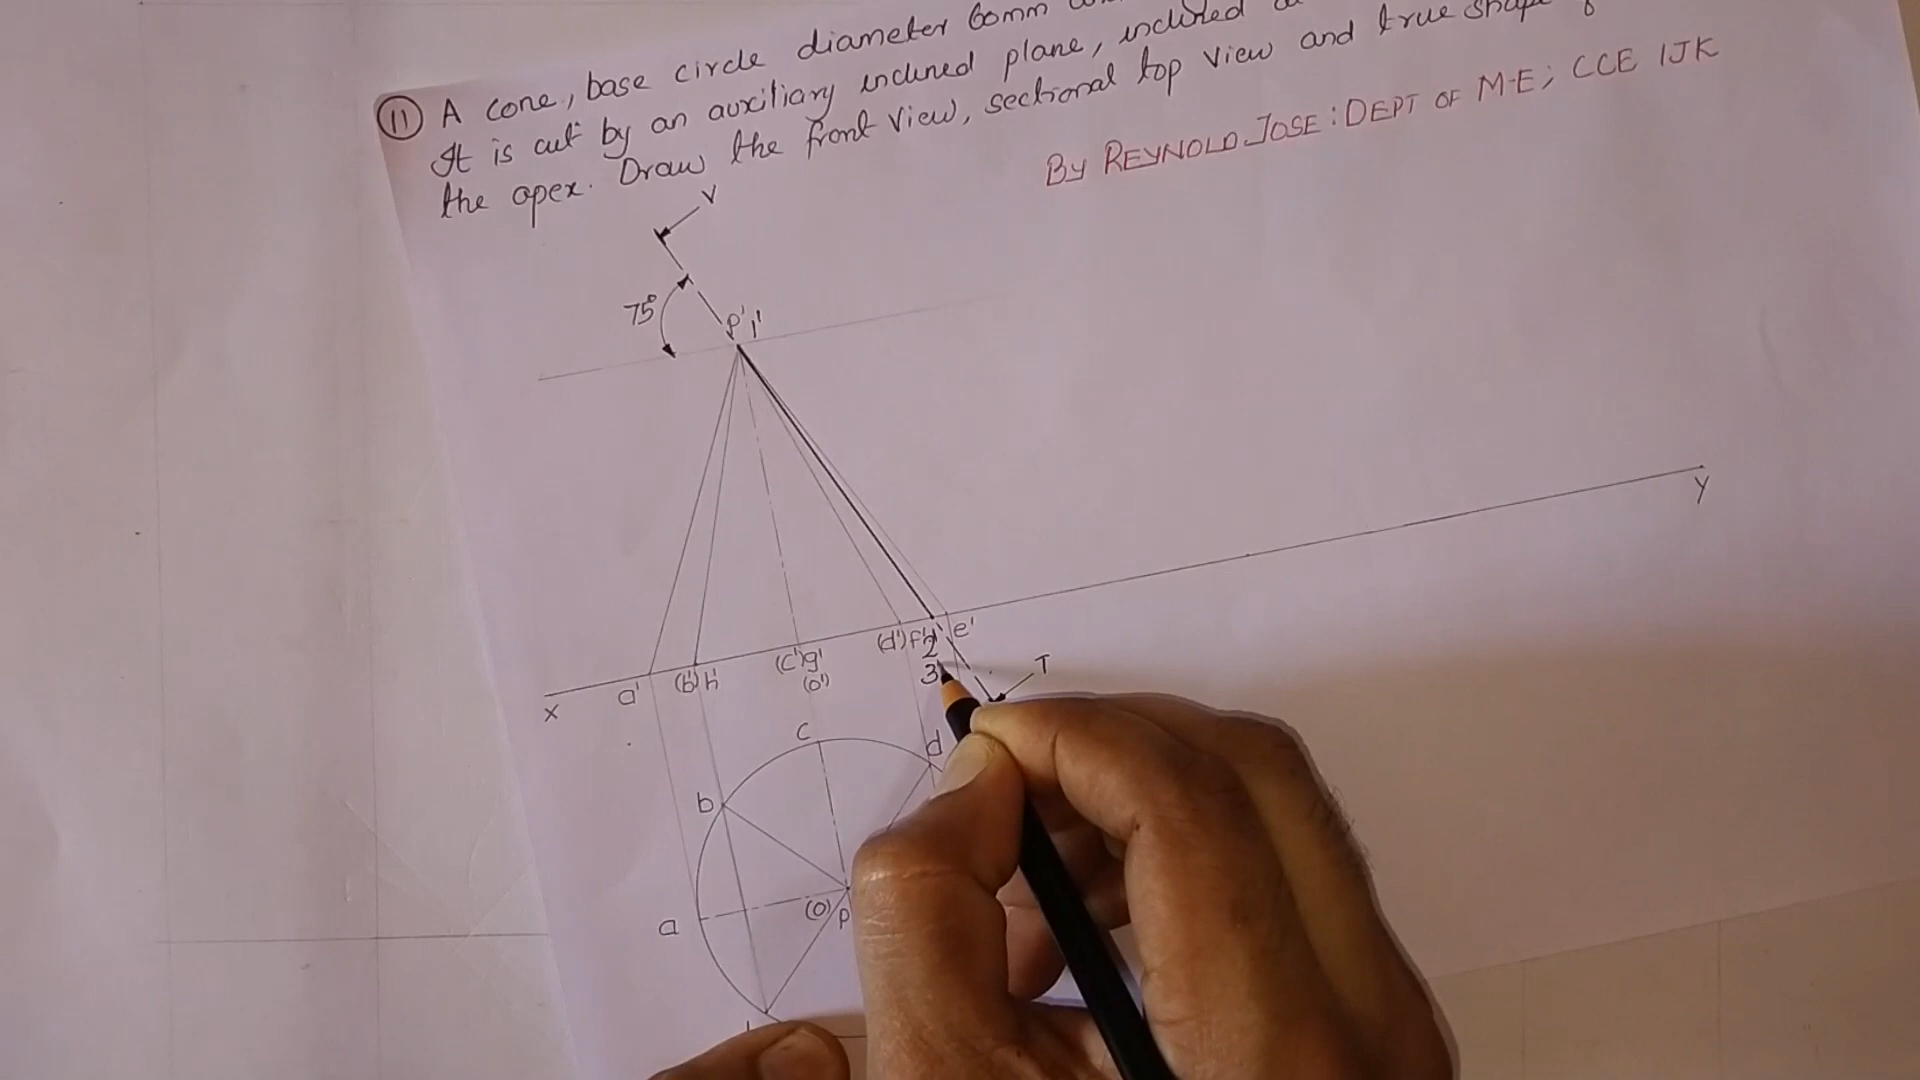 11 A cone, base circle diameter 60mm
It is cut by an auxiliary inclined plane, inclined
the apex. Draw the front view, sectional top view and true shape
By REYNOLD JOSE : DEPT OF M-E; CCE IJK
V
75°
p' 1'
y
(d') f' e'
2
3
T
(c') g'
(o')
(b') h'
a'
x
c
d
b
(o)
p
a